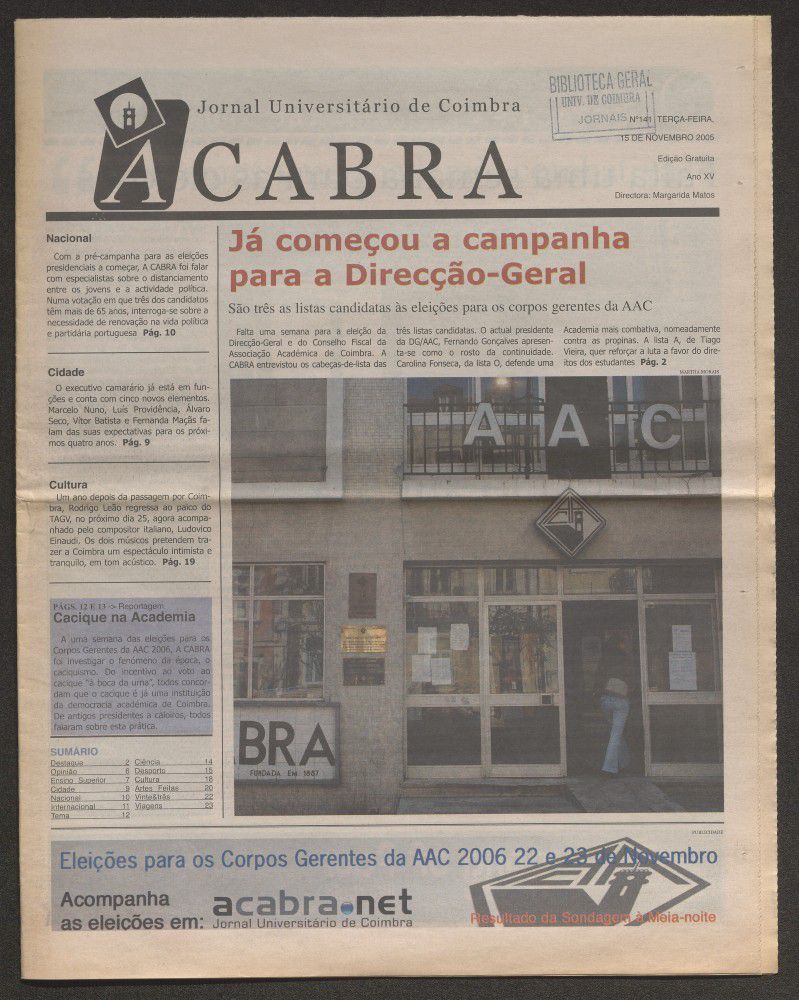 Jornal Universitário de Coimbra
A CABRA
BIBLIOTECA GERAL
UNIV. DE COIMBRA
JORNAIS
Nº141 TERÇA-FEIRA,
15 DE NOVEMBRO 2005
Edição Gratuita
Ano XV
Directora: Margarida Matos
Nacional
Com a pré-campanha para as eleições
presidenciais a começar, A CABRA foi falar
com especialistas sobre o distanciamento
entre os jovens e a actividade política.
Numa votação em que três dos candidatos
têm mais de 65 anos, interroga-se sobre a
necessidade de renovação na vida política
e partidária portuguesa Pág. 10
Cidade
O executivo camarário já está em fun-
ções e conta com cinco novos elementos.
Marcelo Nuno, Luís Providência, Álvaro
Seco, Vítor Batista e Fernanda Maçãs fa-
lam das suas expectativas para os próxi-
mos quatro anos. Pág. 9
Cultura
Um ano depois da passagem por Coim-
bra, Rodrigo Leão regressa ao palco do
TAGV, no próximo dia 25, agora acompa-
nhado pelo compositor italiano, Ludovico
Einaudi. Os dois músicos pretendem tra-
zer a Coimbra um espectáculo intimista e
tranquilo, em tom acústico. Pág. 19
PÁGS. 12 E 13 -> Reportagem
Cacique na Academia
A uma semana das eleições para os
Corpos Gerentes da AAC 2006, A CABRA
foi investigar o fenómeno da época, o
caciquismo. Do incentivo ao voto ao
cacique "à boca da urna", todos concor-
dam que o cacique é já uma instituição
da democracia académica de Coimbra.
De antigos presidentes a caloiros, todos
falaram sobre esta prática.
SUMÁRIO
Destaque 2 Ciência 14
Opinião 6 Desporto 15
Ensino Superior 7 Cultura 18
Cidade 9 Artes Feitas 20
Nacional 10 Vinte&três 22
Internacional 11 Viagens 23
Tema 12
Já começou a campanha
para a Direcção-Geral
São três as listas candidatas às eleições para os corpos gerentes da AAC
Falta uma semana para a eleição da
Direcção-Geral e do Conselho Fiscal da
Associação Académica de Coimbra. A
CABRA entrevistou os cabeças-de-lista das
três listas candidatas. O actual presidente
da DG/AAC, Fernando Gonçalves apresen-
ta-se como o rosto da continuidade.
Carolina Fonseca, da lista O, defende uma
Academia mais combativa, nomeadamente
contra as propinas. A lista A, de Tiago
Vieira, quer reforçar a luta a favor do dire-
itos dos estudantes Pág. 2
MARTHA MORAIS
A A C
BRA
FUNDADA EM 1887
PUBLICIDADE
Eleições para os Corpos Gerentes da AAC 2006 22 e 23 de Novembro
Acompanha
as eleições em:
acabra.net
Jornal Universitário de Coimbra
Resultado da Sondagem à Meia-noite